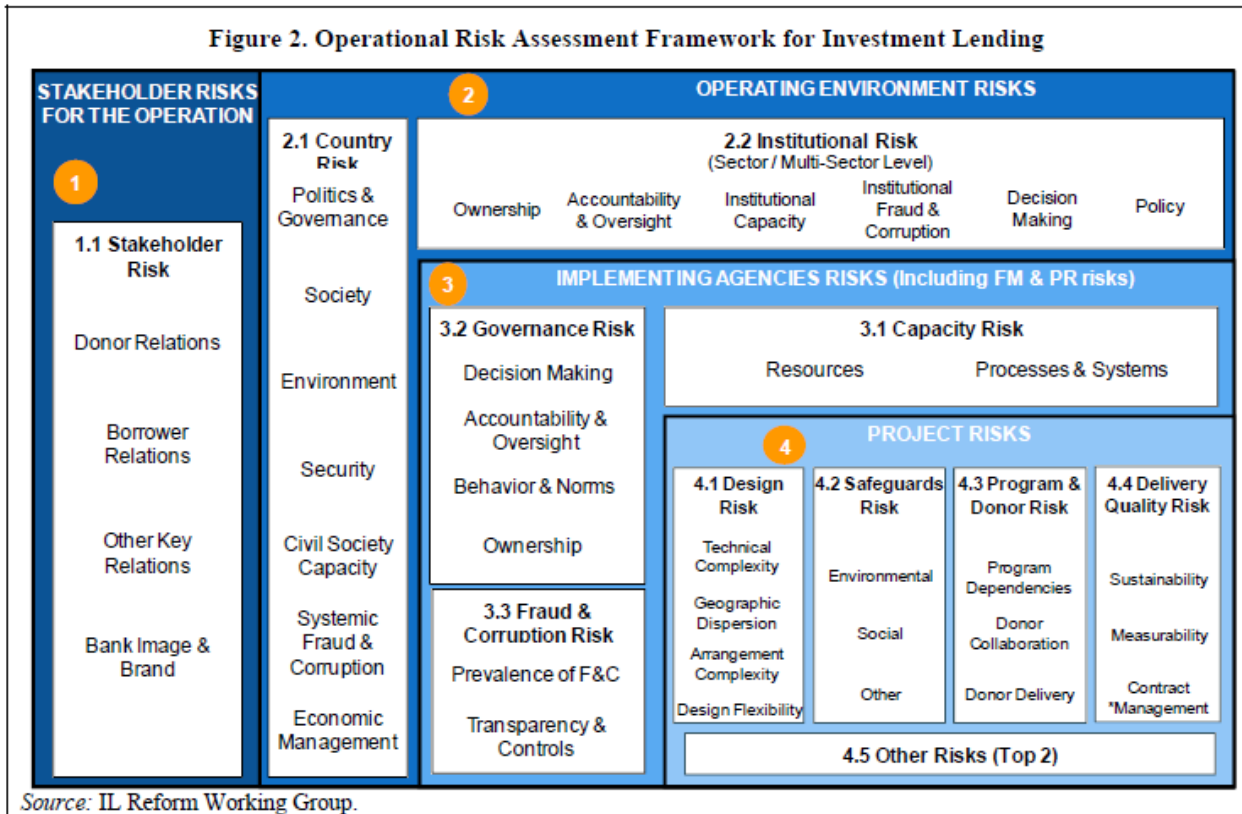 Figure 2. Operational Risk Assessment Framework for Investment Lending
STAKEHOLDER RISKS
FOR THE OPERATION
1
1.1 Stakeholder
Risk
Donor Relations
Borrower
Relations
Other Key
Relations
Bank Image &
Brand
2
OPERATING ENVIRONMENT RISKS
2.1 Country
Risk
Politics &
Governance
Society
Environment
Security
Civil Society
Capacity
Systemic
Fraud &
Corruption
Economic
Management
2.2 Institutional Risk
(Sector / Multi-Sector Level)
Ownership
Accountability
& Oversight
Institutional
Capacity
Institutional
Fraud &
Corruption
Decision
Making
Policy
3
IMPLEMENTING AGENCIES RISKS (Including FM & PR risks)
3.2 Governance Risk
Decision Making
Accountability &
Oversight
Behavior & Norms
Ownership
3.3 Fraud &
Corruption Risk
Prevalence of F&C
Transparency &
Controls
3.1 Capacity Risk
Resources
Processes & Systems
4
PROJECT RISKS
4.1 Design
Risk
Technical
Complexity
Geographic
Dispersion
Arrangement
Complexity
Design Flexibility
4.2 Safeguards
Risk
Environmental
Social
Other
4.3 Program &
Donor Risk
Program
Dependencies
Donor
Collaboration
Donor Delivery
4.4 Delivery
Quality Risk
Sustainability
Measurability
Contract
*Management
4.5 Other Risks (Top 2)
Source: IL Reform Working Group.